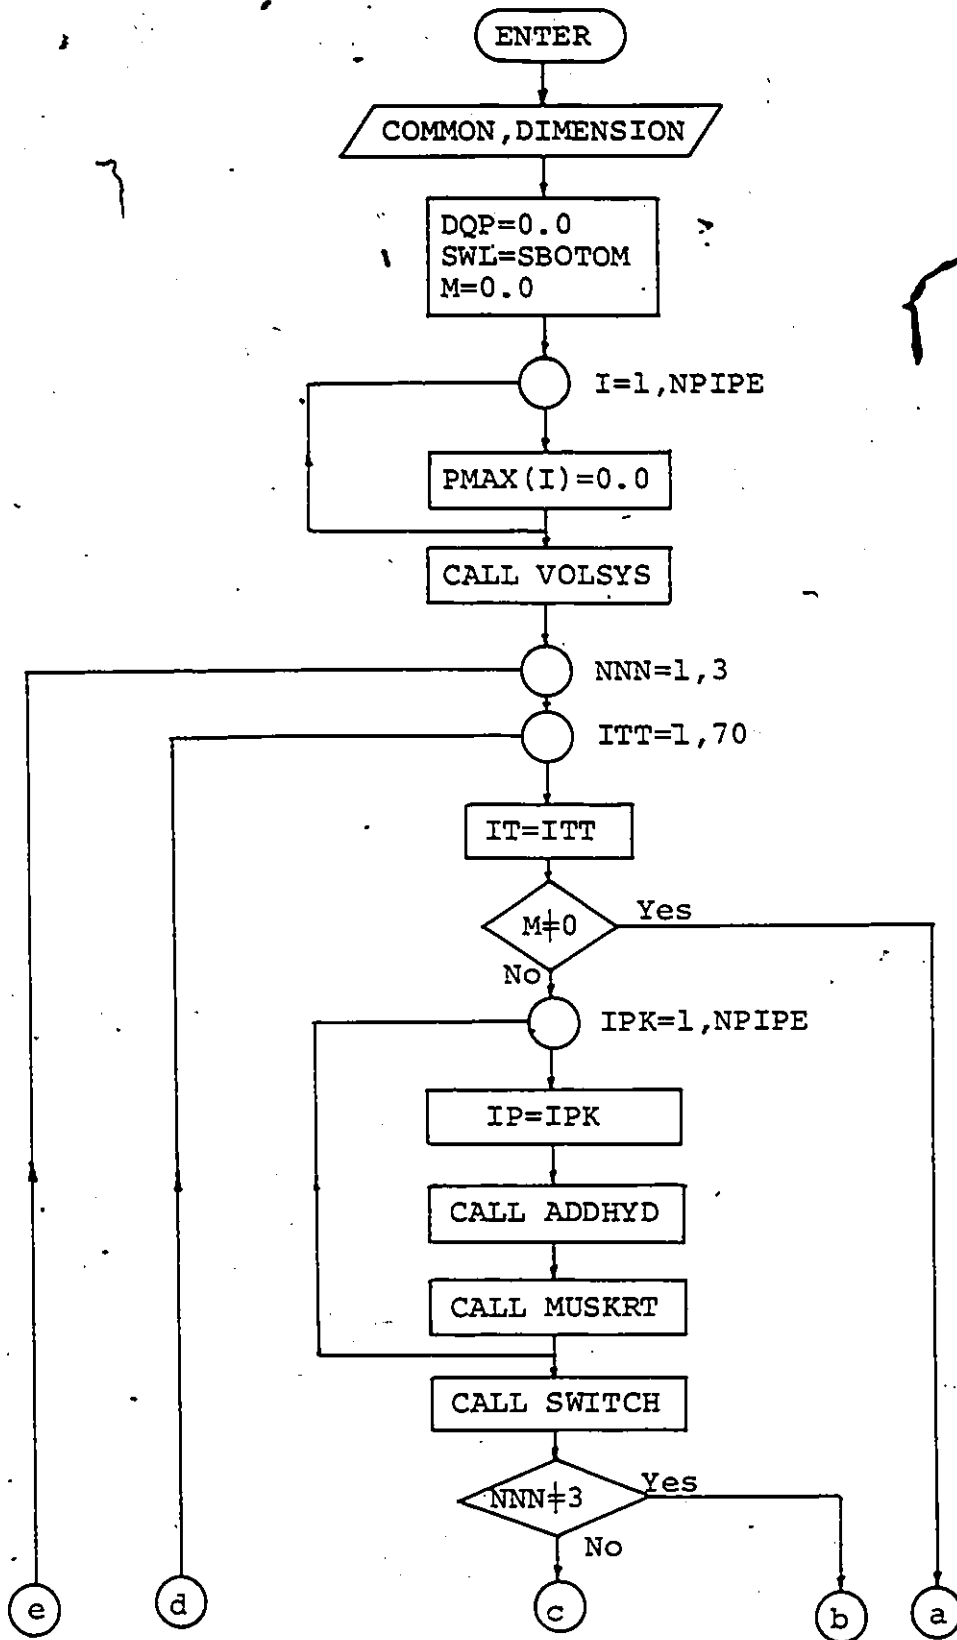 ENTER
COMMON,DIMENSION
DQP=0.0
SWL=SBOTOM
M=0.0
I=1,NPIPE
PMAX(I)=0.0
CALL VOLSYS
NNN=1,3
ITT=1,70
IT=ITT
M≠0
Yes
No
IPK=1,NPIPE
IP=IPK
CALL ADDHYD
CALL MUSKRT
CALL SWITCH
NNN≠3
Yes
No
e
d
c
b
a